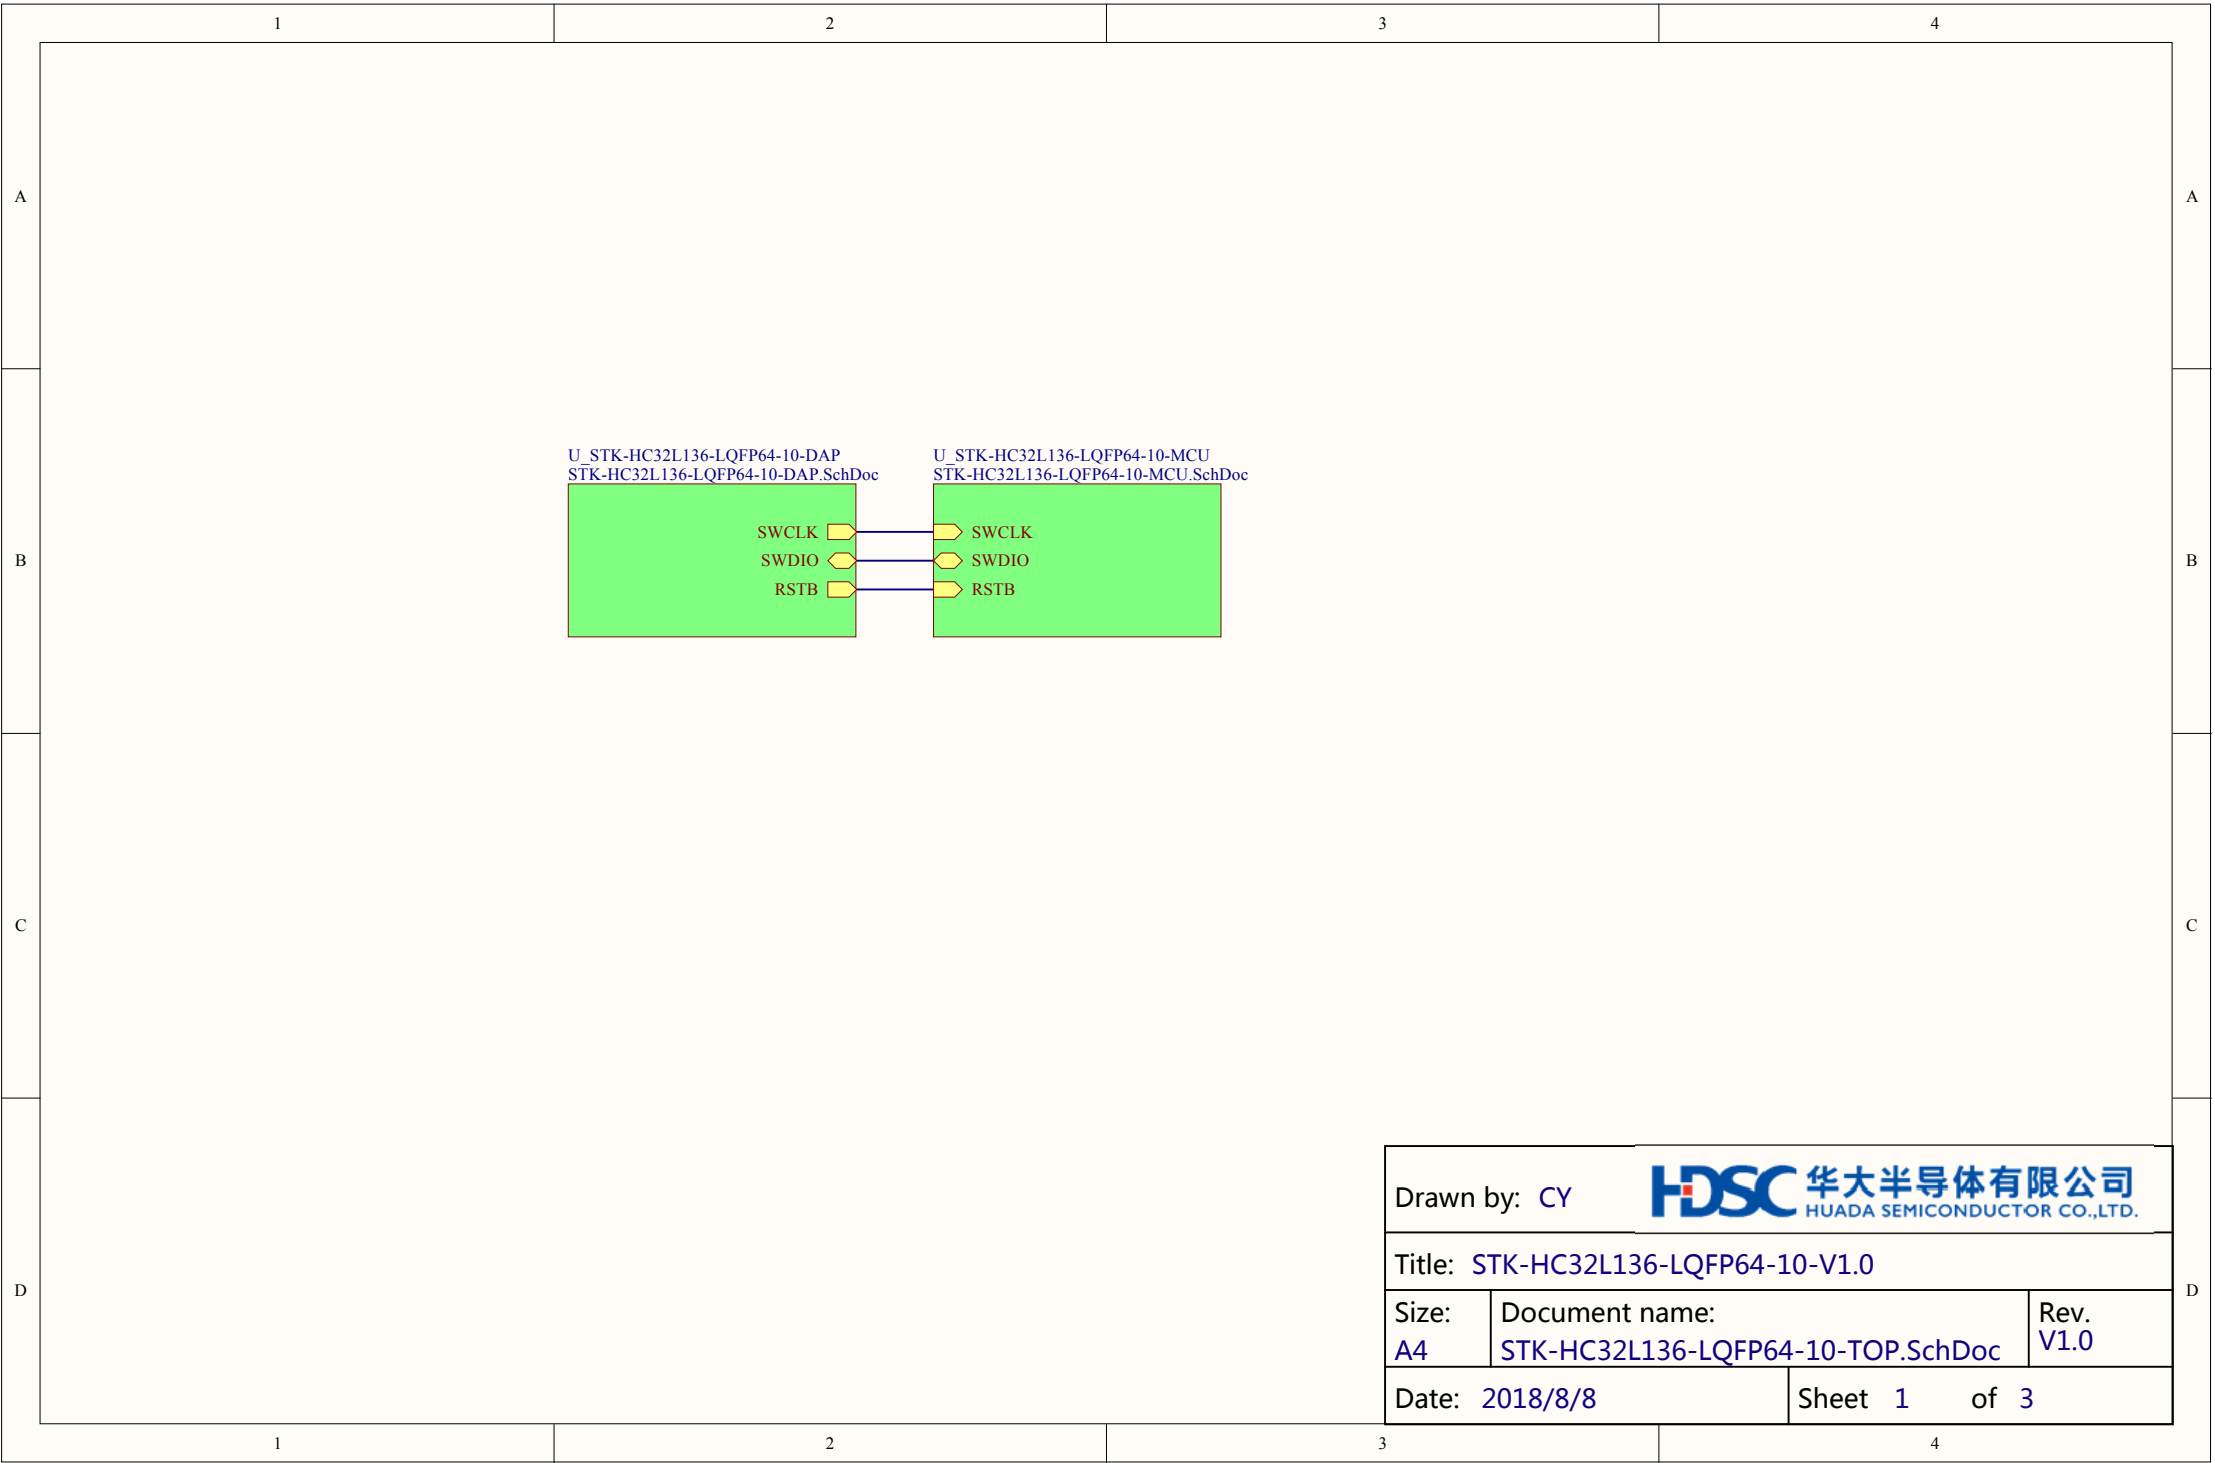 1 2 3 4
A A
U_STK-HC32L136-LQFP64-10-DAP
STK-HC32L136-LQFP64-10-DAP.SchDoc
U_STK-HC32L136-LQFP64-10-MCU
STK-HC32L136-LQFP64-10-MCU.SchDoc
SWCLK SWCLK
B SWDIO SWDIO B
RSTB RSTB
C C
Drawn by: CY
HDSC 华大半导体有限公司
HUADA SEMICONDUCTOR CO.,LTD.
Title: STK-HC32L136-LQFP64-10-V1.0
D D
Size: Document name: Rev.
A4 STK-HC32L136-LQFP64-10-TOP.SchDoc V1.0
Date: 2018/8/8 Sheet 1 of 3
1 2 3 4